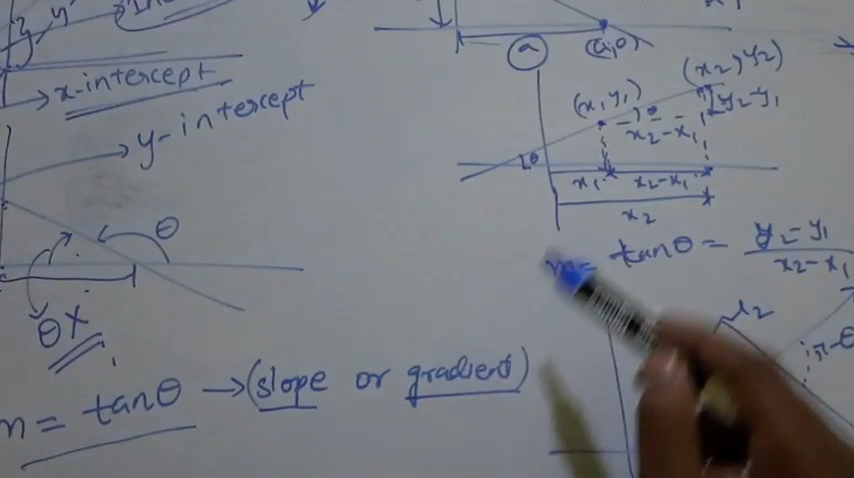 x-intercept
y-intercept
θ
θ X
m = tanθ → (slope or gradient)
a
(a,0)
(x₂, y₂)
(x₁, y₁)
y₂-y₁
θ
x₂-x₁
θ
x₁ x₂-x₁
x₂
m = tanθ = y₂-y₁ / x₂-x₁
π-θ